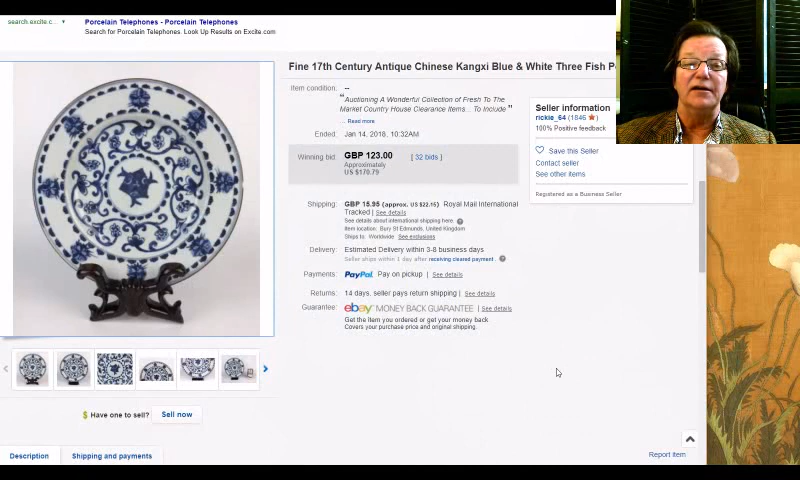 search.excite.c... ▾ Porcelain Telephones - Porcelain Telephones
Search for Porcelain Telephones. Look Up Results on Excite.com
Fine 17th Century Antique Chinese Kangxi Blue & White Three Fish P
Item condition: --
“ Auctioning A Wonderful Collection of Fresh To The
Market Country House Clearance Items... To Include ”
... Read more
Ended: Jan 14, 2018, 10:32AM
Winning bid: GBP 123.00 [ 32 bids ]
Approximately
US $170.79
Shipping: GBP 15.95 (approx. US $22.15) Royal Mail International
Tracked | See details
See details about international shipping here.
Item location: Bury St Edmunds, United Kingdom
Ships to: Worldwide See exclusions
Delivery: Estimated Delivery within 3-8 business days
Seller ships within 1 day after receiving cleared payment.
Payments: PayPal Pay on pickup | See details
Returns: 14 days, seller pays return shipping | See details
Guarantee: ebay MONEY BACK GUARANTEE | See details
Get the item you ordered or get your money back
Covers your purchase price and original shipping.
Seller information
rickie_64 (1846 ★)
100% Positive feedback
Save this Seller
Contact seller
See other items
Registered as a Business Seller
$ Have one to sell? Sell now
Description Shipping and payments
Report item